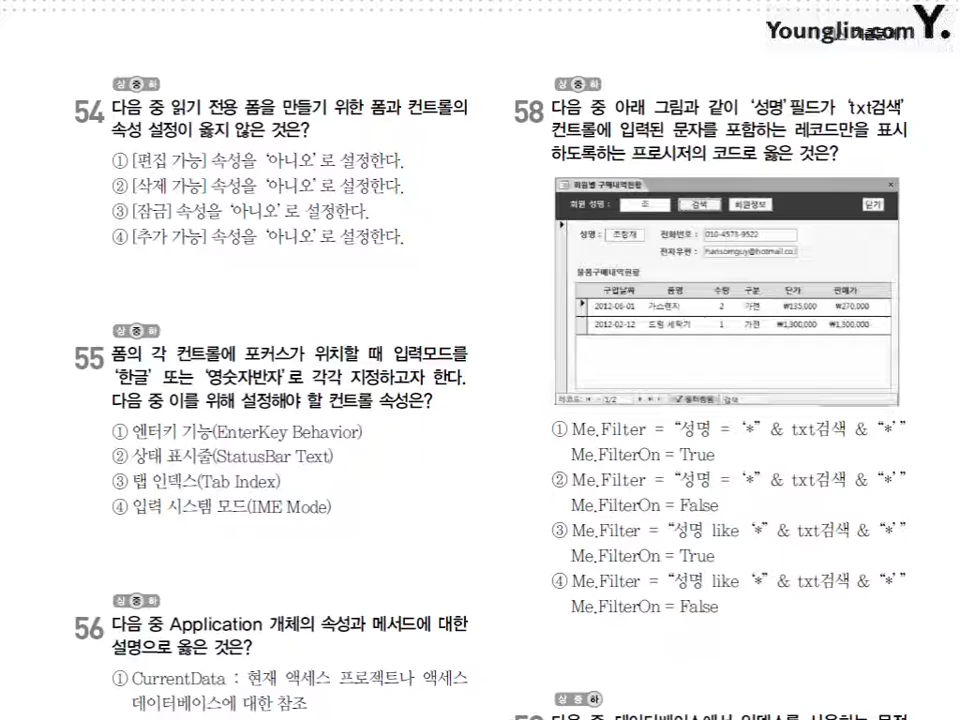 Younglin.com Y.
상 중 하
54 다음 중 읽기 전용 폼을 만들기 위한 폼과 컨트롤의
속성 설정이 옳지 않은 것은?
① [편집 가능] 속성을 ‘아니오’로 설정한다.
② [삭제 가능] 속성을 ‘아니오’로 설정한다.
③ [잠금] 속성을 ‘아니오’로 설정한다.
④ [추가 가능] 속성을 ‘아니오’로 설정한다.
상 중 하
55 폼의 각 컨트롤에 포커스가 위치할 때 입력모드를
‘한글’ 또는 ‘영숫자반자’로 각각 지정하고자 한다.
다음 중 이를 위해 설정해야 할 컨트롤 속성은?
① 엔터키 기능(EnterKey Behavior)
② 상태 표시줄(StatusBar Text)
③ 탭 인덱스(Tab Index)
④ 입력 시스템 모드(IME Mode)
상 중 하
56 다음 중 Application 개체의 속성과 메서드에 대한
설명으로 옳은 것은?
① CurrentData : 현재 액세스 프로젝트나 액세스
데이터베이스에 대한 참조
상 중 하
58 다음 중 아래 그림과 같이 ‘성명’필드가 ‘txt검색’
컨트롤에 입력된 문자를 포함하는 레코드만을 표시
하도록하는 프로시저의 코드로 옳은 것은?
회원별 구매내역현황
회원 성명 : 조 검색 회원정보 닫기
성명 : 조창재 전화번호 : 010-4573-9522
전자우편 : hansomguy@hotmail.co
물품구매내역현황
구입날짜 품명 수량 구분 단가 판매가
2012-06-01 가스렌지 2 가전 ₩135,000 ₩270,000
2012-02-12 드럼 세탁기 1 가전 ₩1,300,000 ₩1,300,000
레코드: 1/2 필터링됨 검색
① Me.Filter = “성명 = ‘*” & txt검색 & “*’”
Me.FilterOn = True
② Me.Filter = “성명 = ‘*” & txt검색 & “*’”
Me.FilterOn = False
③ Me.Filter = “성명 like ‘*” & txt검색 & “*’”
Me.FilterOn = True
④ Me.Filter = “성명 like ‘*” & txt검색 & “*’”
Me.FilterOn = False
상 중 하